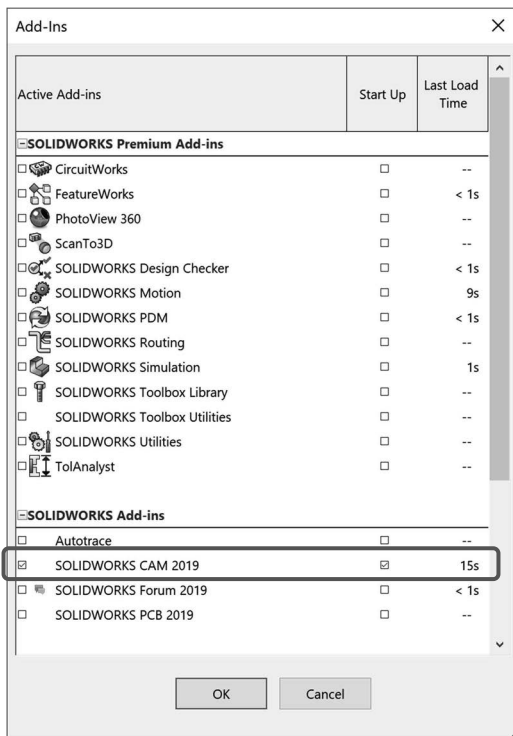 Add-Ins
Active Add-ins Start Up Last Load Time
SOLIDWORKS Premium Add-ins
CircuitWorks --
FeatureWorks < 1s
PhotoView 360 --
ScanTo3D --
SOLIDWORKS Design Checker < 1s
SOLIDWORKS Motion 9s
SOLIDWORKS PDM < 1s
SOLIDWORKS Routing --
SOLIDWORKS Simulation 1s
SOLIDWORKS Toolbox Library --
SOLIDWORKS Toolbox Utilities --
SOLIDWORKS Utilities --
TolAnalyst --
SOLIDWORKS Add-ins
Autotrace --
SOLIDWORKS CAM 2019 15s
SOLIDWORKS Forum 2019 < 1s
SOLIDWORKS PCB 2019 --
OK Cancel